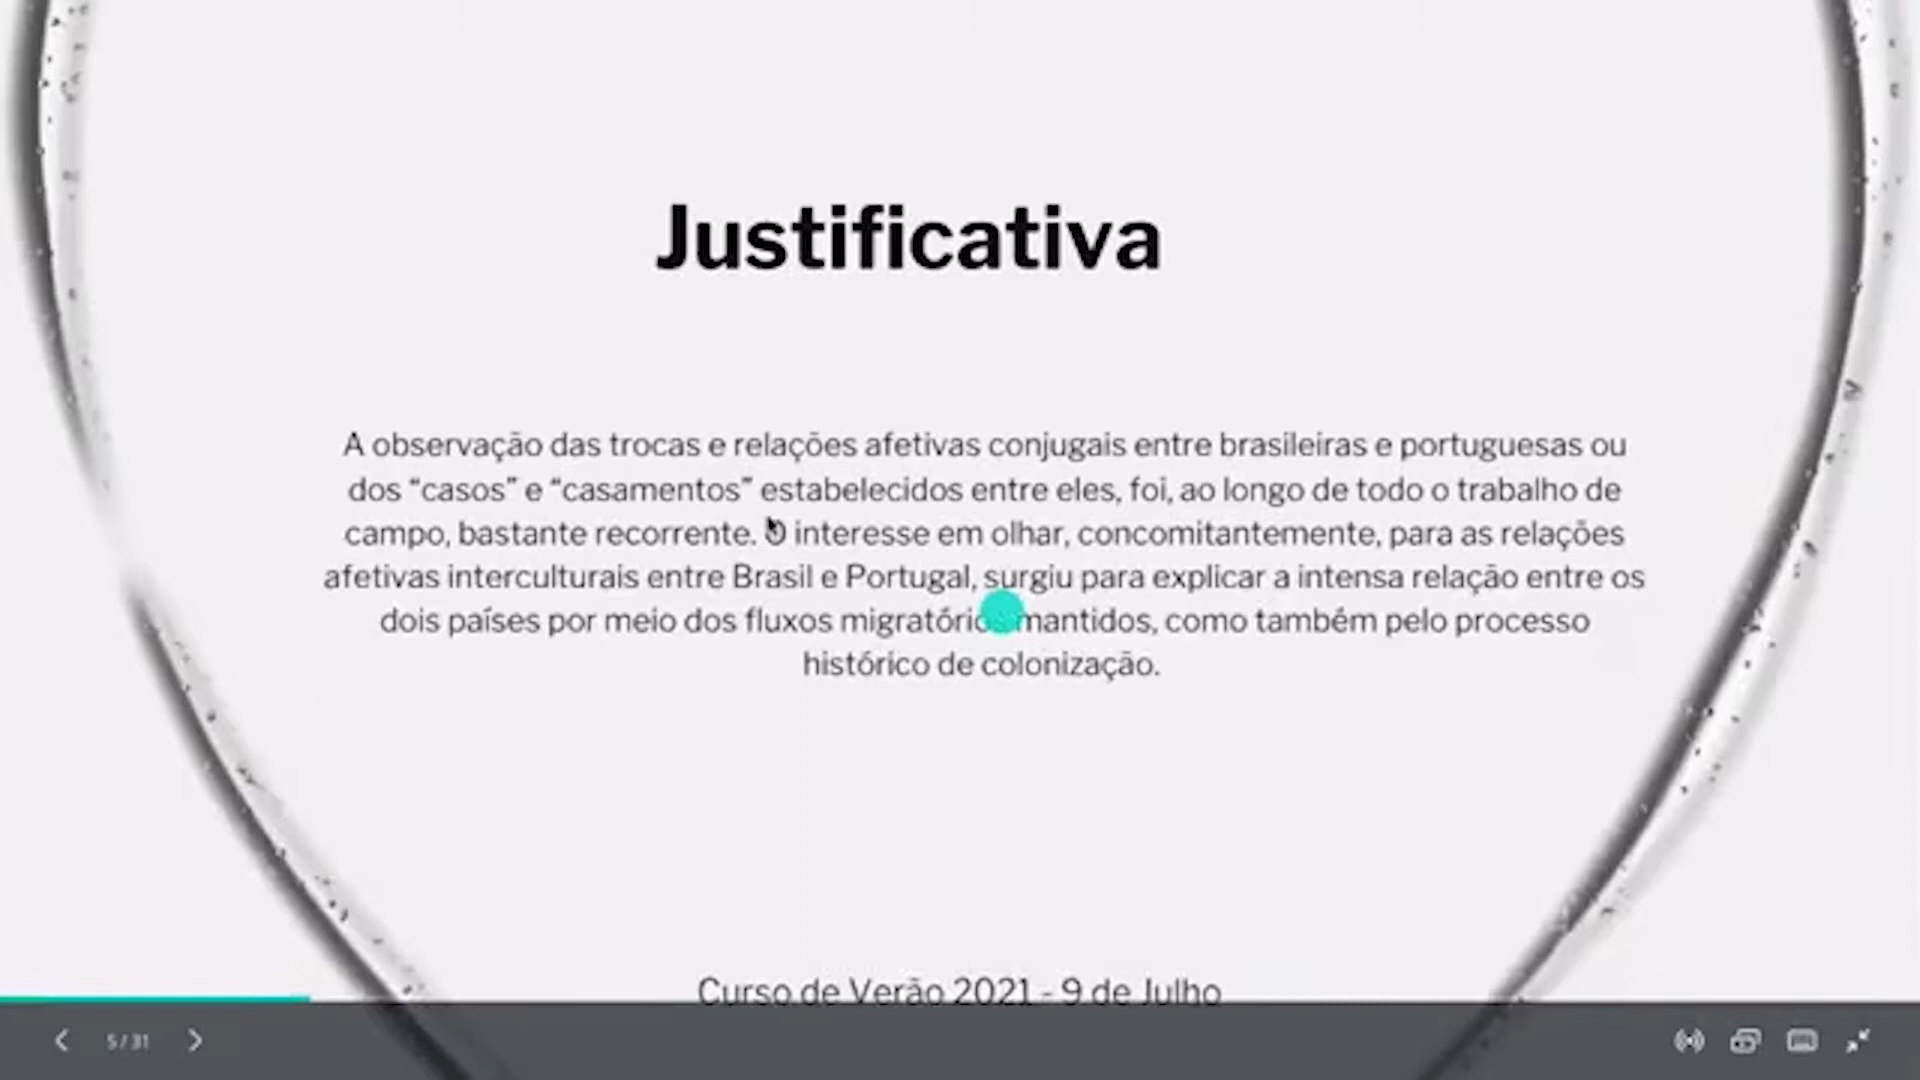 Justificativa
A observação das trocas e relações afetivas conjugais entre brasileiras e portuguesas ou
dos “casos” e “casamentos” estabelecidos entre eles, foi, ao longo de todo o trabalho de
campo, bastante recorrente. O interesse em olhar, concomitantemente, para as relações
afetivas interculturais entre Brasil e Portugal, surgiu para explicar a intensa relação entre os
dois países por meio dos fluxos migratórios mantidos, como também pelo processo
histórico de colonização.
Curso de Verão 2021 - 9 de Julho
5 / 31